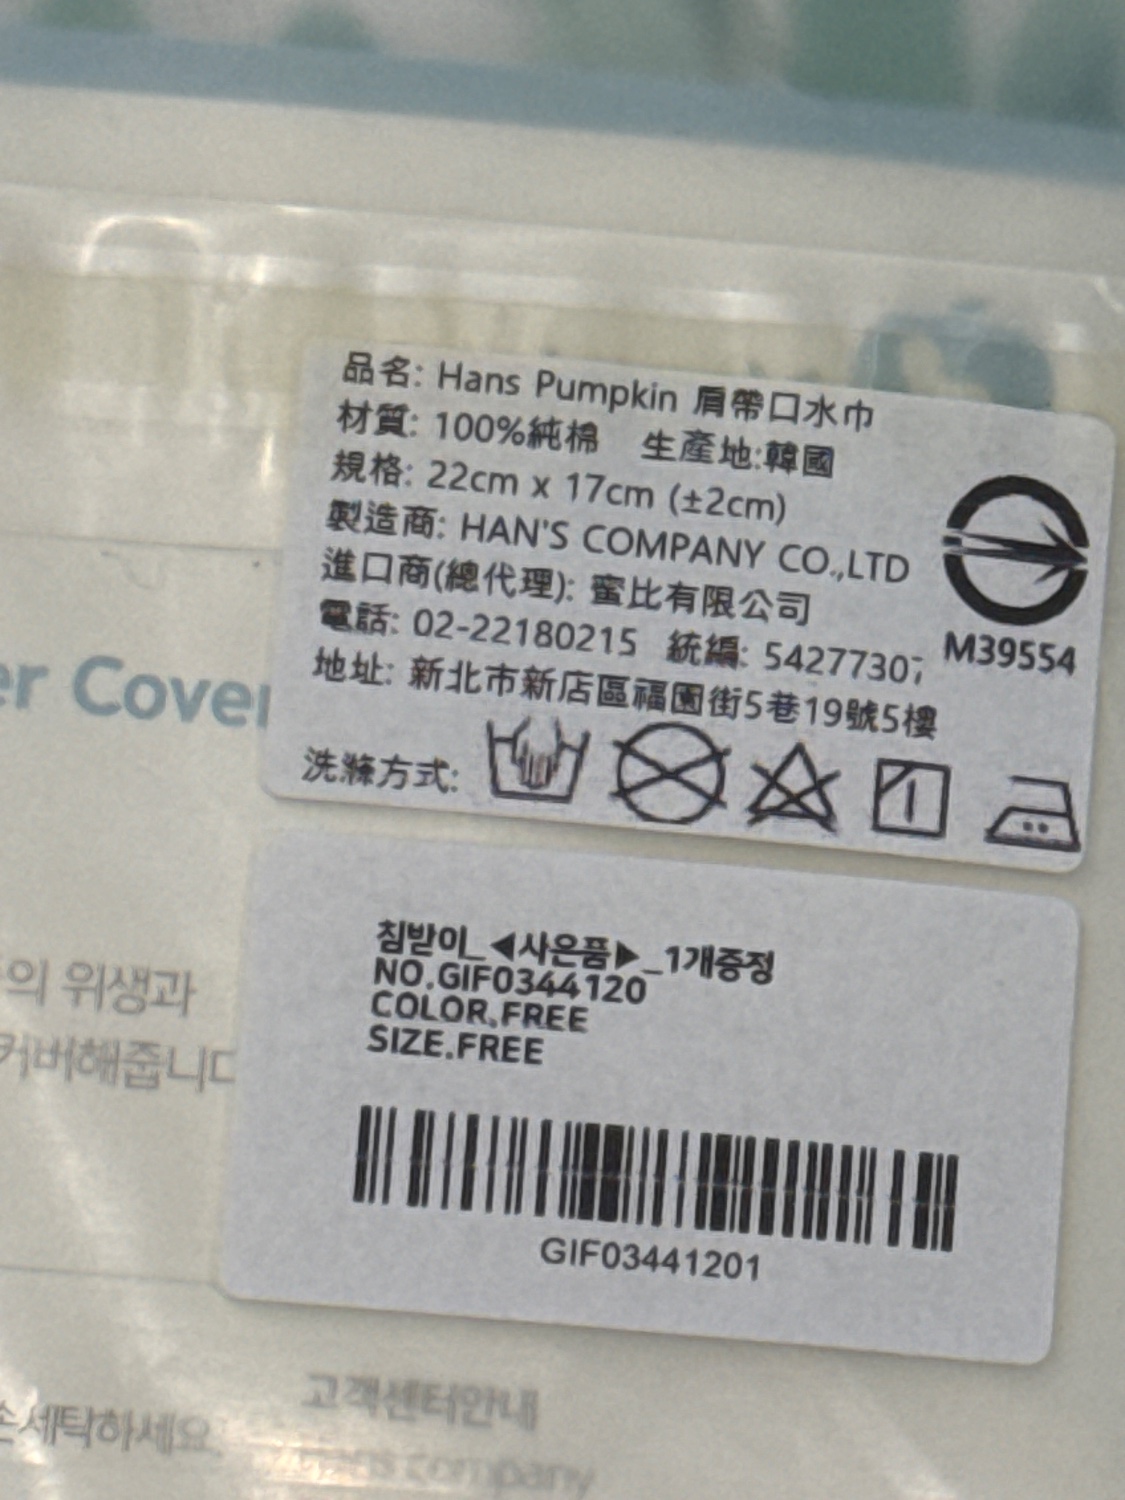 品名: Hans Pumpkin 肩帶口水巾
材質: 100%純棉 生產地:韓國
規格: 22cm x 17cm (±2cm)
製造商: HAN'S COMPANY CO.,LTD
進口商(總代理): 蜜比有限公司
電話: 02-22180215 統編: 54277307
地址: 新北市新店區福園街5巷19號5樓
M39554
洗滌方式:
er Cover
의 위생과
커버해줍니다
침받이_◀사은품▶_1개증정
NO.GIF0344120
COLOR.FREE
SIZE.FREE
GIF03441201
고객센터안내
손세탁하세요.
Hans company